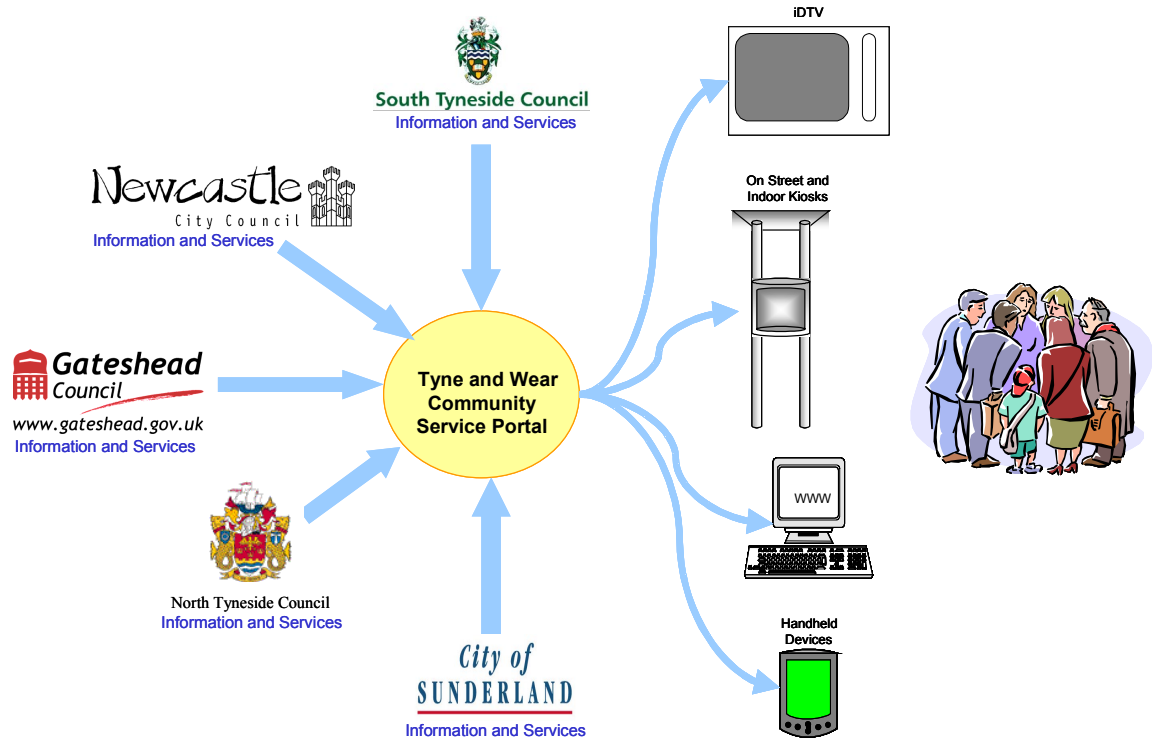 iDTV
South Tyneside Council
Information and Services
Newcastle
City Council
Information and Services
On Street and
Indoor Kiosks
Gateshead
Council
www.gateshead.gov.uk
Information and Services
Tyne and Wear
Community
Service Portal
www
North Tyneside Council
Information and Services
Handheld
Devices
City of
SUNDERLAND
Information and Services